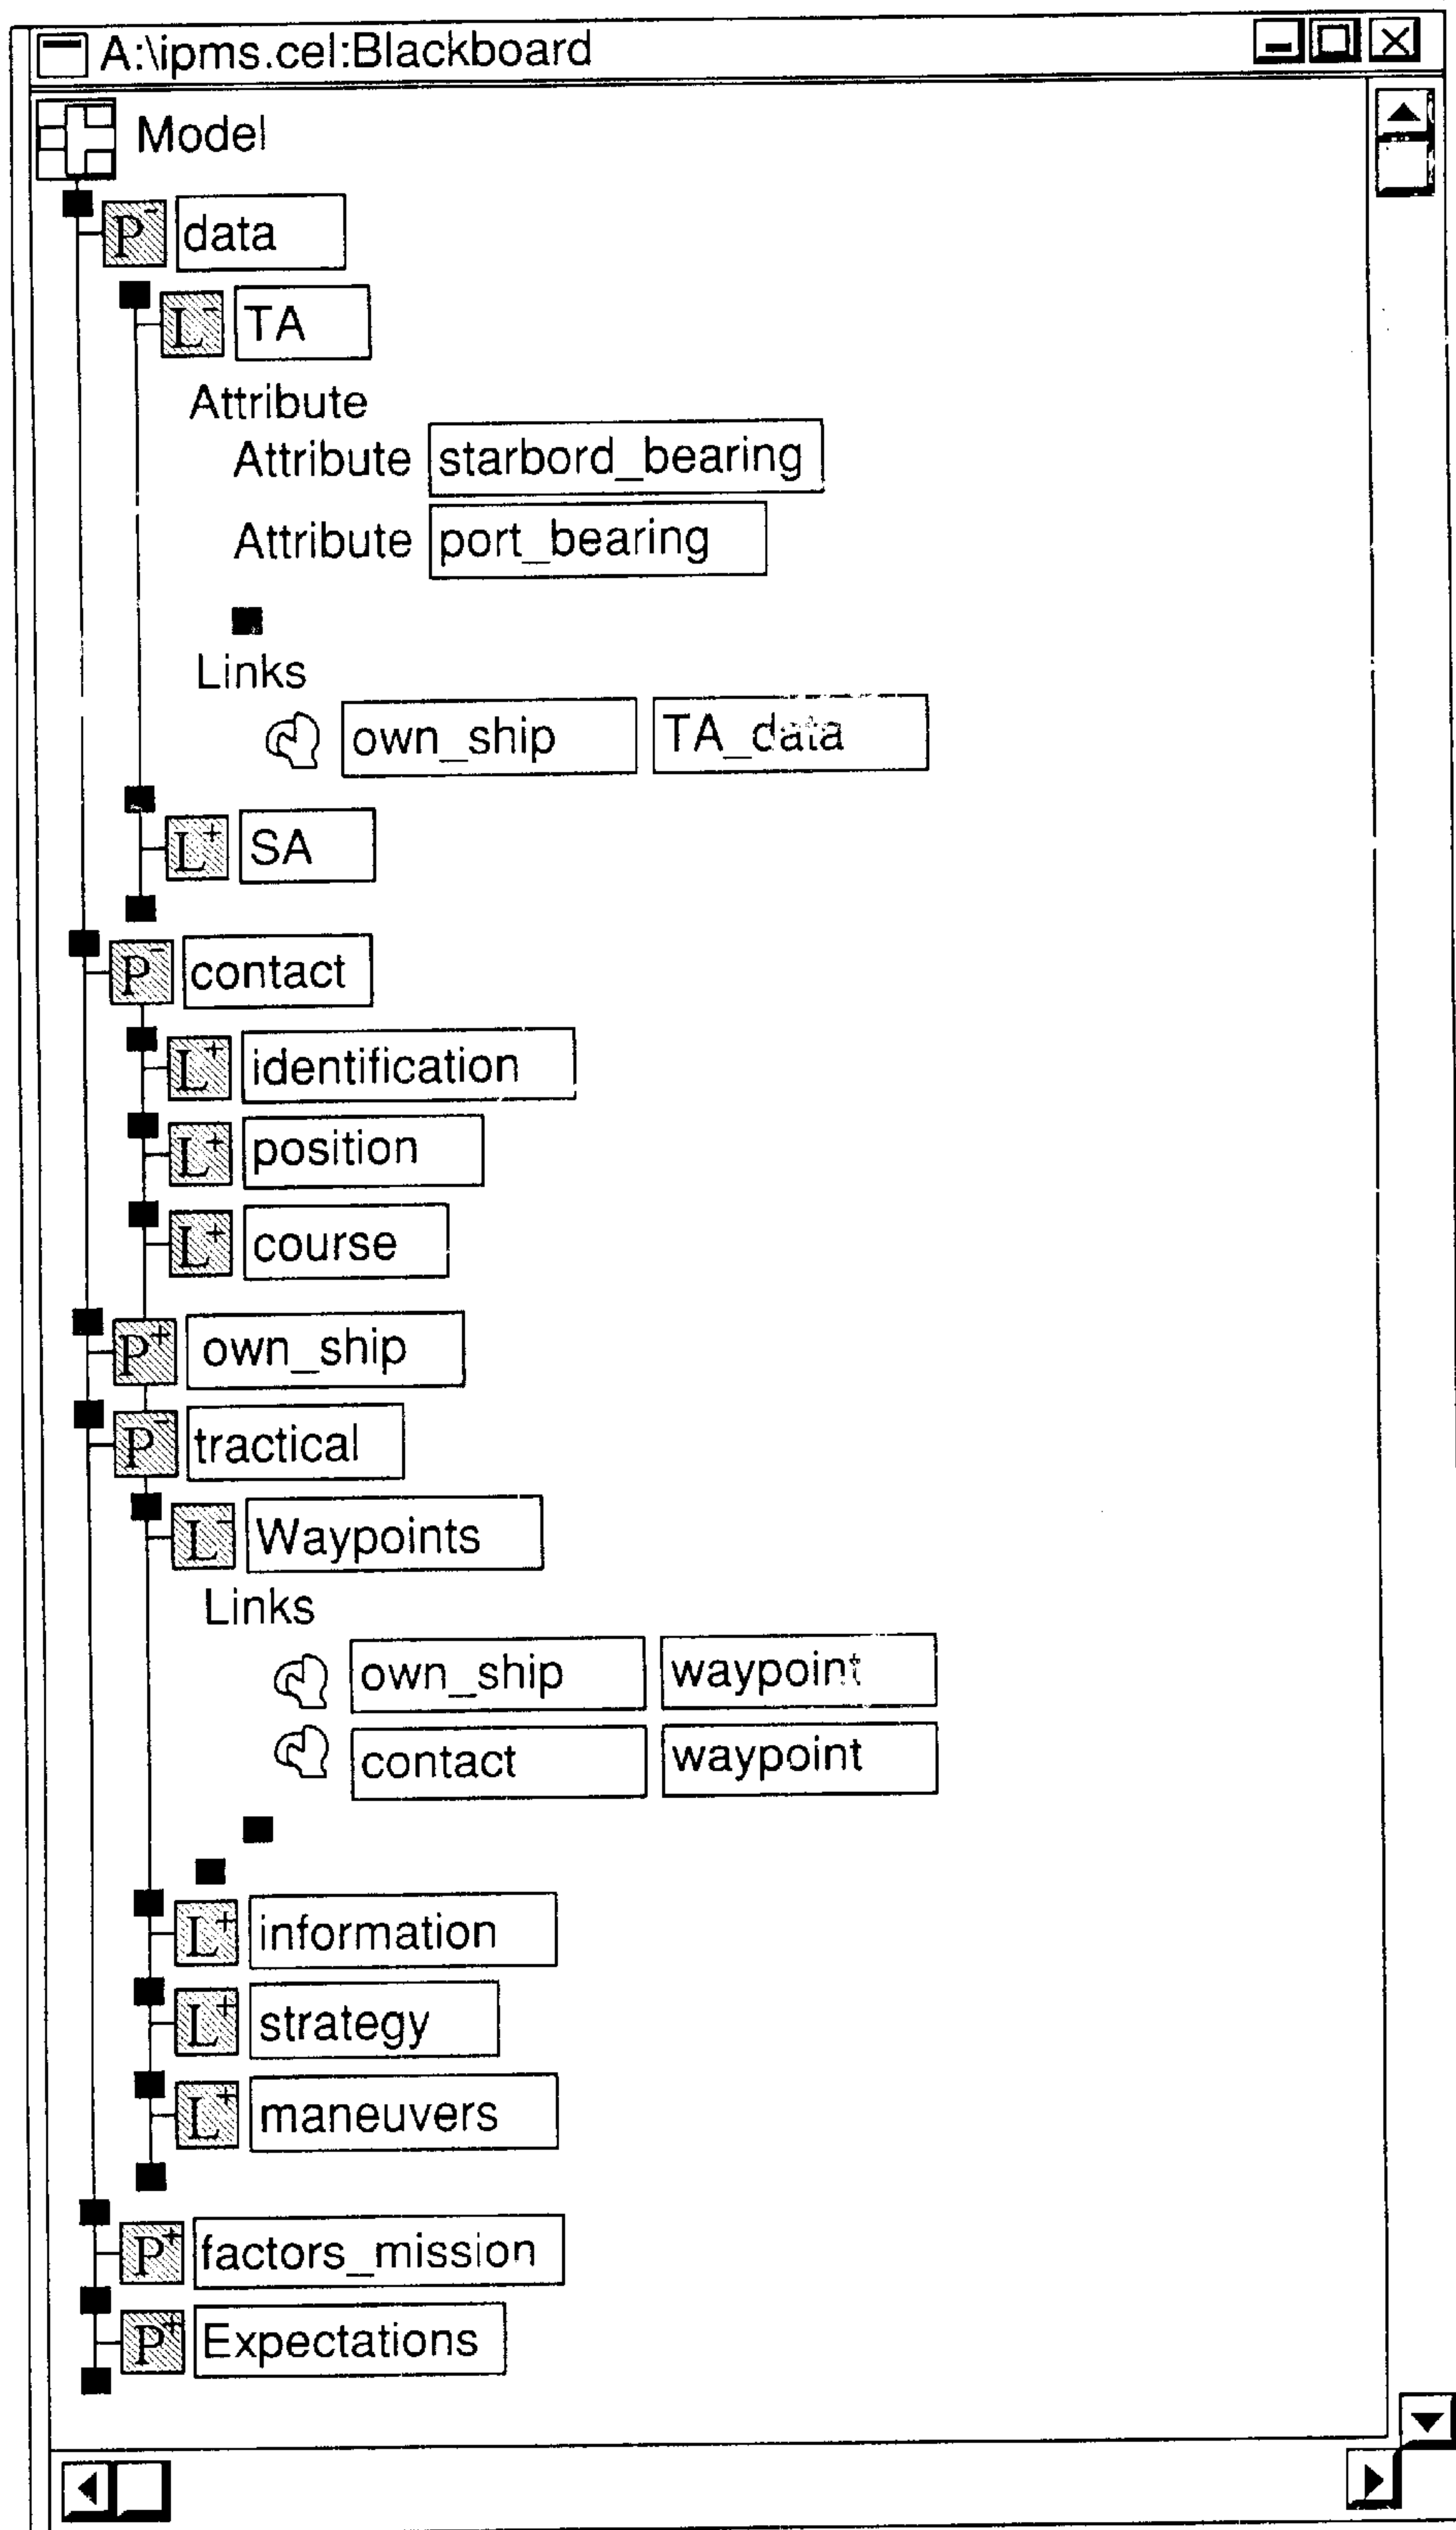 A:\ipms.cel:Blackboard
Model
P- data
L- TA
Attribute
Attribute starbord_bearing
Attribute port_bearing
Links
own_ship TA_data
L+ SA
P- contact
L+ identification
L+ position
L+ course
P+ own_ship
P- tractical
L- Waypoints
Links
own_ship waypoint
contact waypoint
L+ information
L+ strategy
L+ maneuvers
P+ factors_mission
P+ Expectations